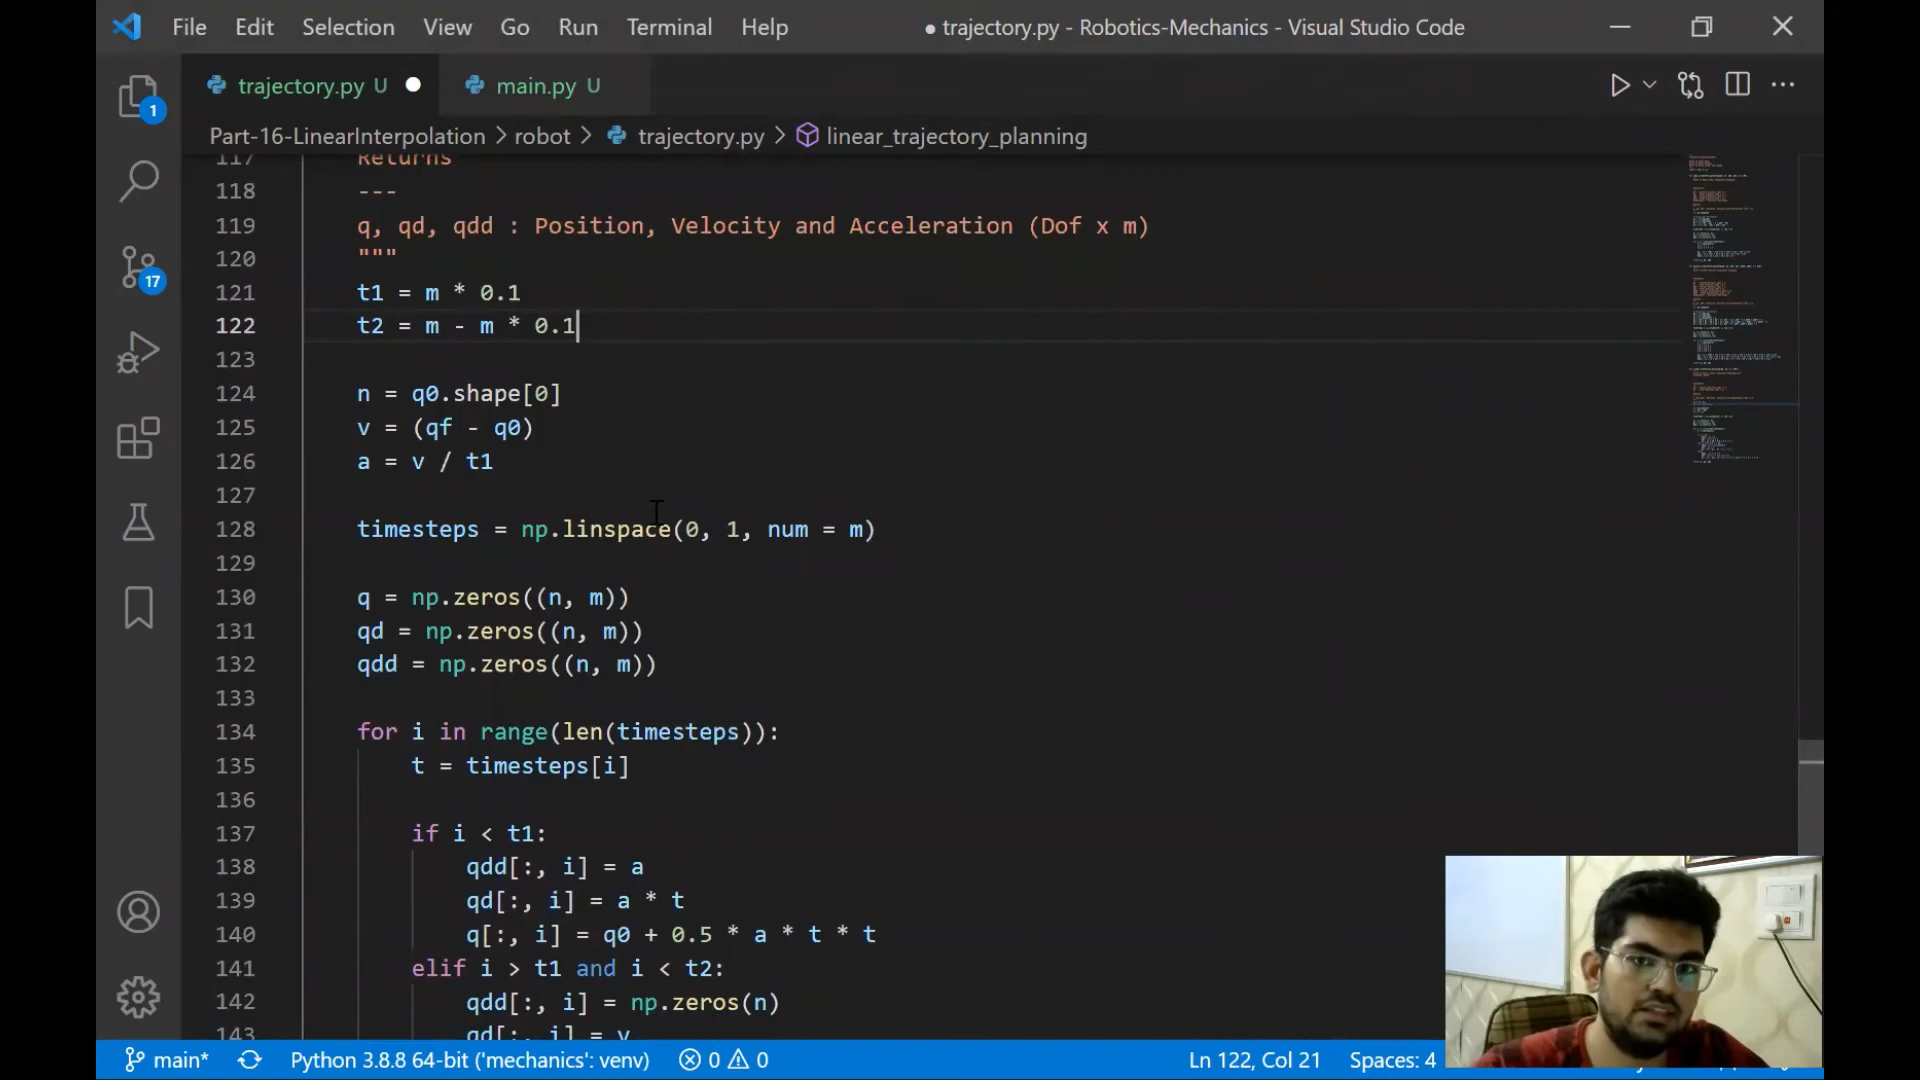 File Edit Selection View Go Run Terminal Help ● trajectory.py - Robotics-Mechanics - Visual Studio Code
trajectory.py U ● main.py U
Part-16-LinearInterpolation > robot > trajectory.py > linear_trajectory_planning
1
17
117 Returns
118 ---
119 q, qd, qdd : Position, Velocity and Acceleration (Dof x m)
120 """
121 t1 = m * 0.1
122 t2 = m - m * 0.1
123
124 n = q0.shape[0]
125 v = (qf - q0)
126 a = v / t1
127
128 timesteps = np.linspace(0, 1, num = m)
129
130 q = np.zeros((n, m))
131 qd = np.zeros((n, m))
132 qdd = np.zeros((n, m))
133
134 for i in range(len(timesteps)):
135 t = timesteps[i]
136
137 if i < t1:
138 qdd[:, i] = a
139 qd[:, i] = a * t
140 q[:, i] = q0 + 0.5 * a * t * t
141 elif i > t1 and i < t2:
142 qdd[:, i] = np.zeros(n)
143 qd[:, i] = v
main* Python 3.8.8 64-bit ('mechanics': venv) 0 0 Ln 122, Col 21 Spaces: 4